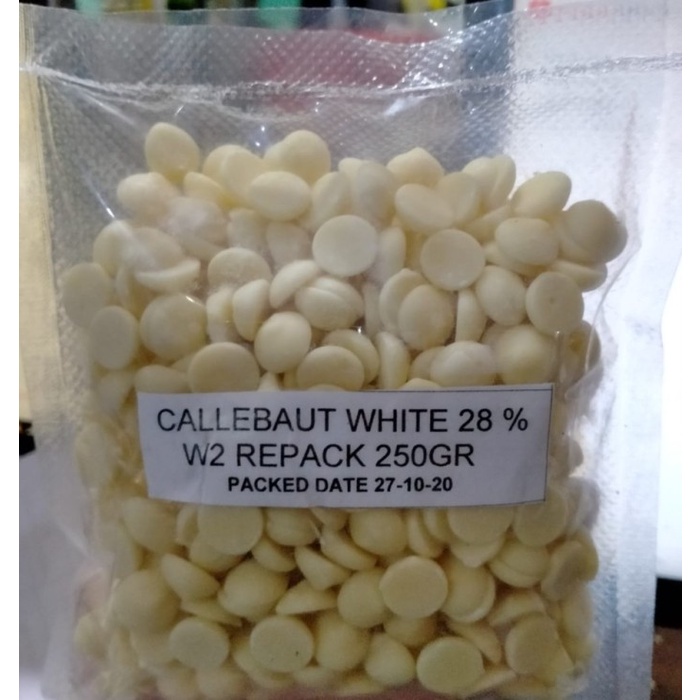 CALLEBAUT WHITE 28 %
W2 REPACK 250GR
PACKED DATE 27-10-20